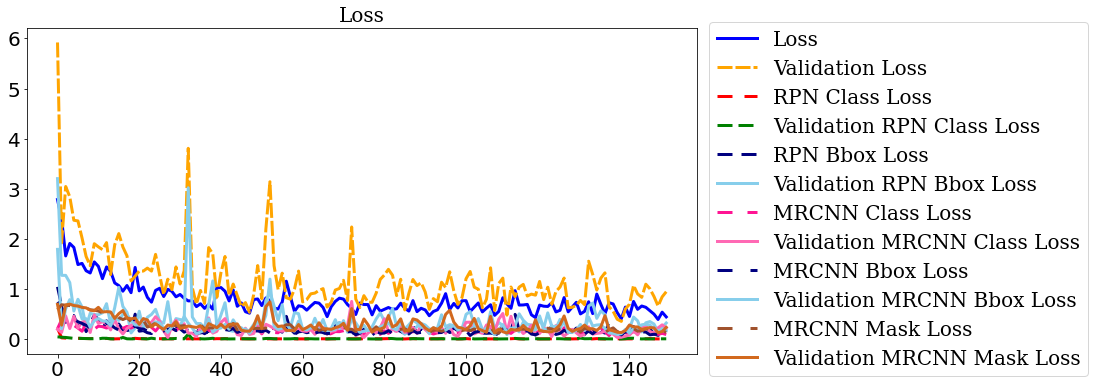 Loss
6
5
4
3
2
1
0
0 20 40 60 80 100 120 140
Loss
Validation Loss
RPN Class Loss
Validation RPN Class Loss
RPN Bbox Loss
Validation RPN Bbox Loss
MRCNN Class Loss
Validation MRCNN Class Loss
MRCNN Bbox Loss
Validation MRCNN Bbox Loss
MRCNN Mask Loss
Validation MRCNN Mask Loss